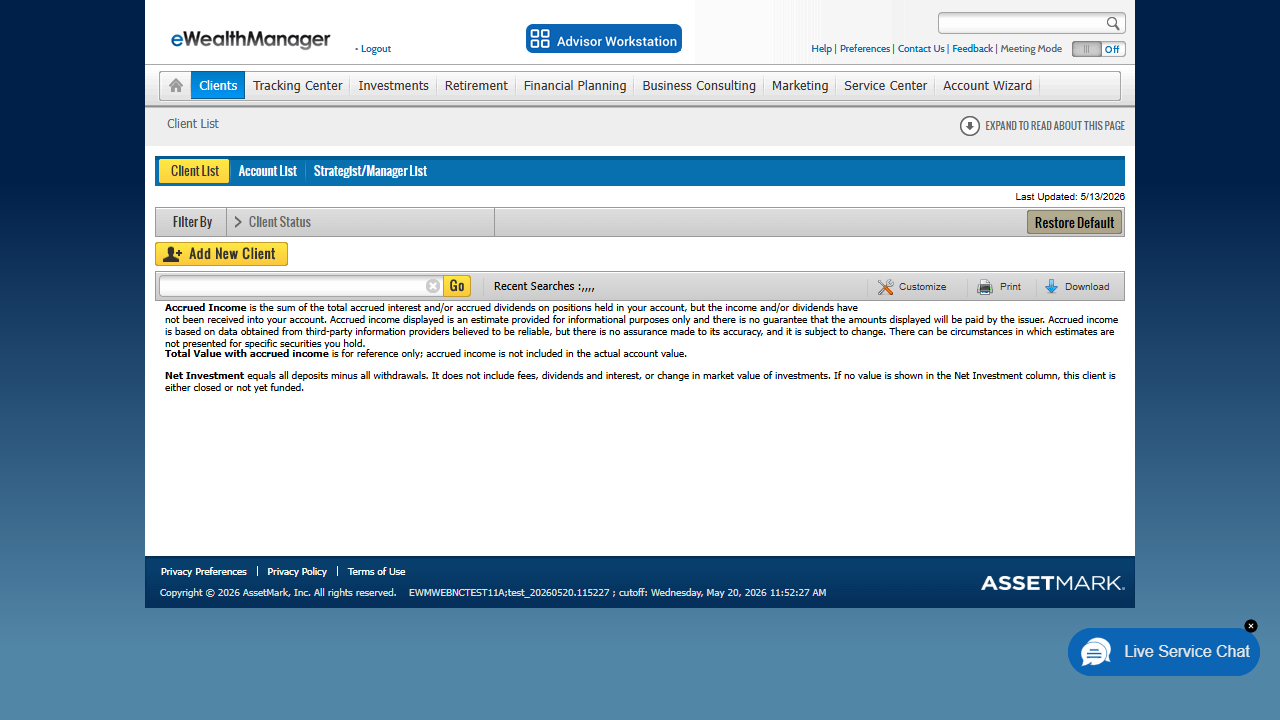 eWealthManager
• Logout
Advisor Workstation
Help | Preferences | Contact Us | Feedback | Meeting Mode Off
Clients Tracking Center Investments Retirement Financial Planning Business Consulting Marketing Service Center Account Wizard
Client List
EXPAND TO READ ABOUT THIS PAGE
Client List Account List Strategist/Manager List
Last Updated: 5/13/2026
Filter By Client Status Restore Default
Add New Client
Go Recent Searches :,,,, Customize Print Download
Accrued Income is the sum of the total accrued interest and/or accrued dividends on positions held in your account, but the income and/or dividends have
not been received into your account. Accrued income displayed is an estimate provided for informational purposes only and there is no guarantee that the amounts displayed will be paid by the issuer. Accrued income
is based on data obtained from third-party information providers believed to be reliable, but there is no assurance made to its accuracy, and it is subject to change. There can be circumstances in which estimates are
not presented for specific securities you hold.
Total Value with accrued income is for reference only; accrued income is not included in the actual account value.
Net Investment equals all deposits minus all withdrawals. It does not include fees, dividends and interest, or change in market value of investments. If no value is shown in the Net Investment column, this client is
either closed or not yet funded.
Privacy Preferences | Privacy Policy | Terms of Use
Copyright © 2026 AssetMark, Inc. All rights reserved. EWMWEBNCTEST11A;test_20260520.115227 ; cutoff: Wednesday, May 20, 2026 11:52:27 AM
ASSETMARK.
Live Service Chat